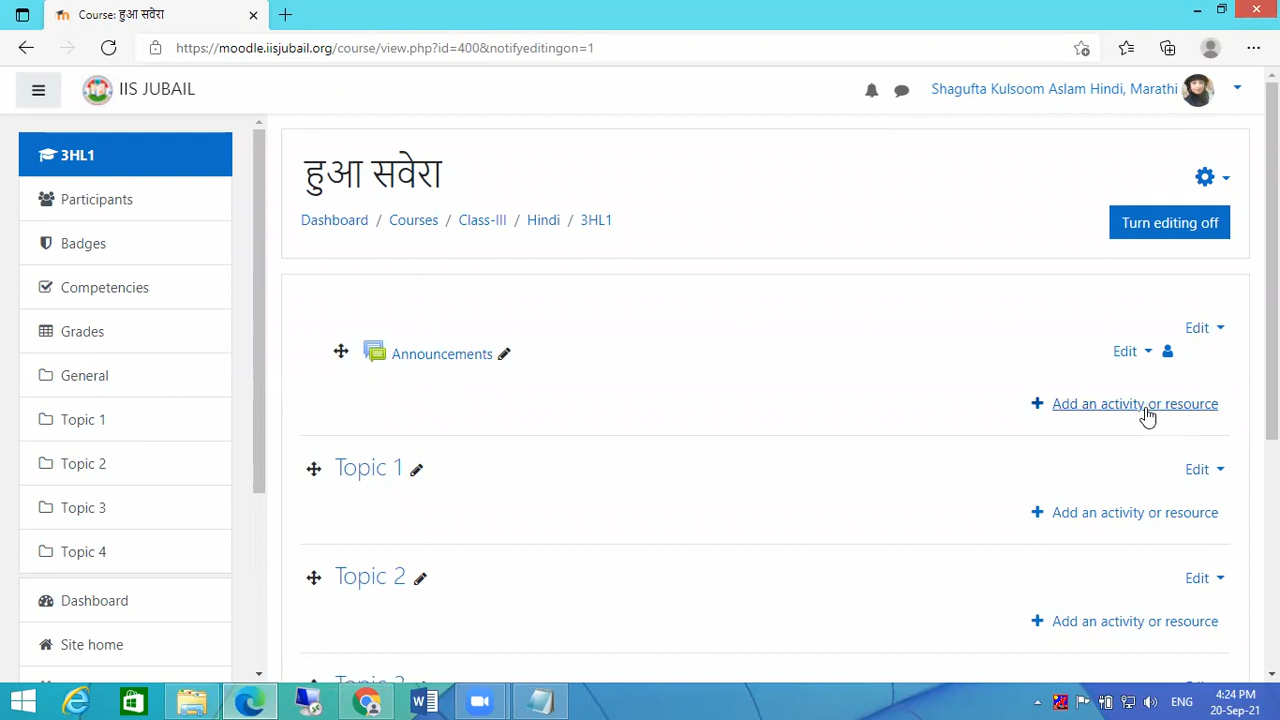 Course: हुआ सवेरा
https://moodle.iisjubail.org/course/view.php?id=400&notifyeditingon=1
IIS JUBAIL
Shagufta Kulsoom Aslam Hindi, Marathi
3HL1
Participants
Badges
Competencies
Grades
General
Topic 1
Topic 2
Topic 3
Topic 4
Dashboard
Site home
हुआ सवेरा
Dashboard / Courses / Class-III / Hindi / 3HL1
Turn editing off
Edit
Announcements
Edit
Add an activity or resource
Topic 1
Edit
Add an activity or resource
Topic 2
Edit
Add an activity or resource
ENG
4:24 PM
20-Sep-21